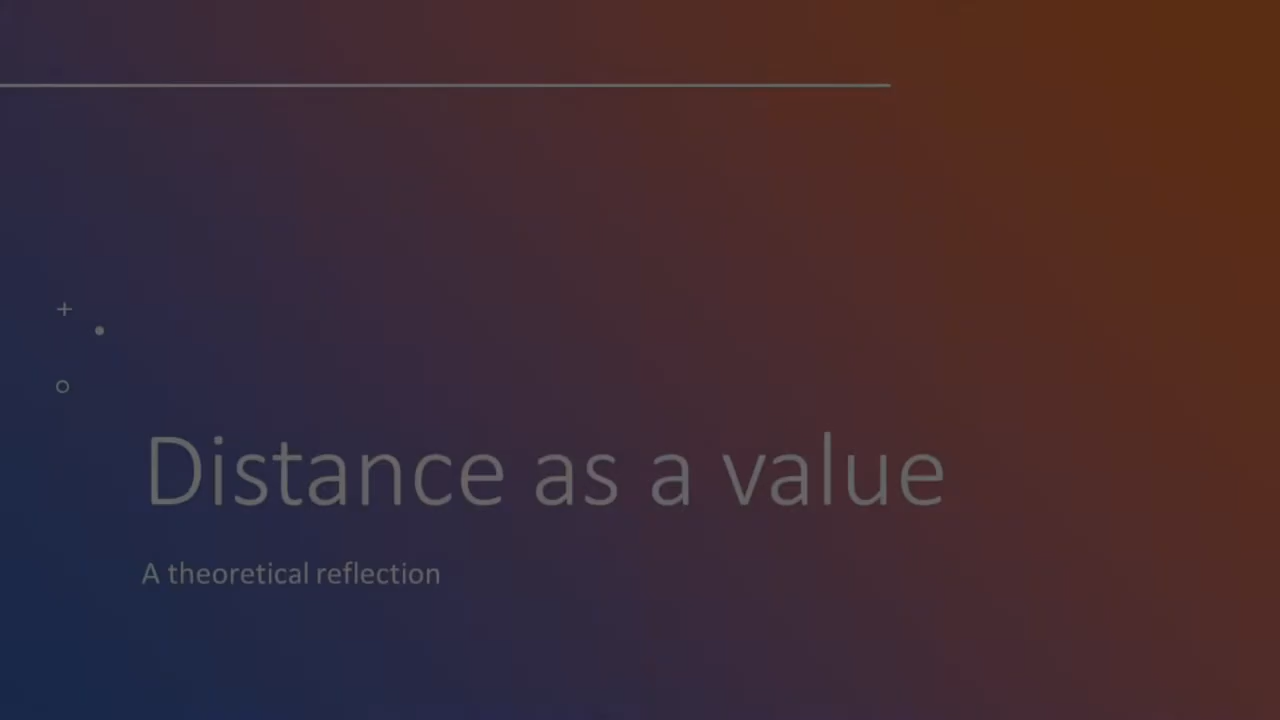 Distance as a value
A theoretical reflection